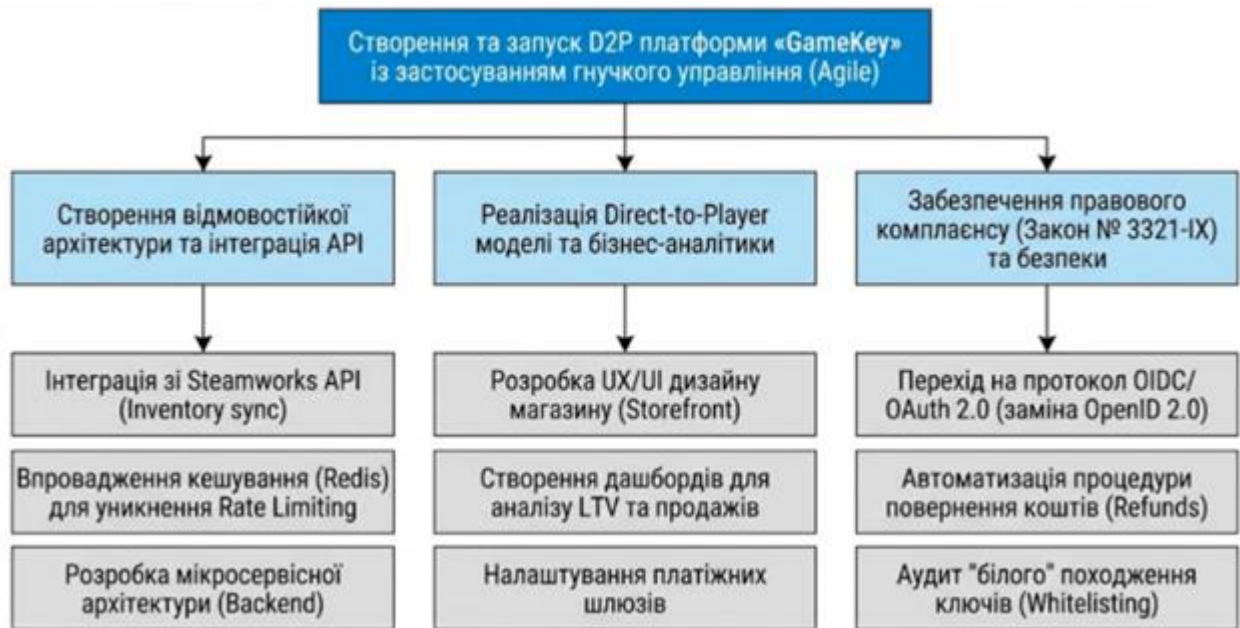 Створення та запуск D2P платформи «GameKey»
із застосуванням гнучкого управління (Agile)
Створення відмовостійкої
архітектури та інтеграція API
Реалізація Direct-to-Player
моделі та бізнес-аналітики
Забезпечення правового
комплаєнсу (Закон № 3321-IX)
та безпеки
Інтеграція зі Steamworks API
(Inventory sync)
Розробка UX/UI дизайну
магазину (Storefront)
Перехід на протокол OIDC/
OAuth 2.0 (заміна OpenID 2.0)
Впровадження кешування (Redis)
для уникнення Rate Limiting
Створення дашбордів для
аналізу LTV та продажів
Автоматизація процедури
повернення коштів (Refunds)
Розробка мікросервісної
архітектури (Backend)
Налаштування платіжних
шлюзів
Аудит "білого" походження
ключів (Whitelisting)